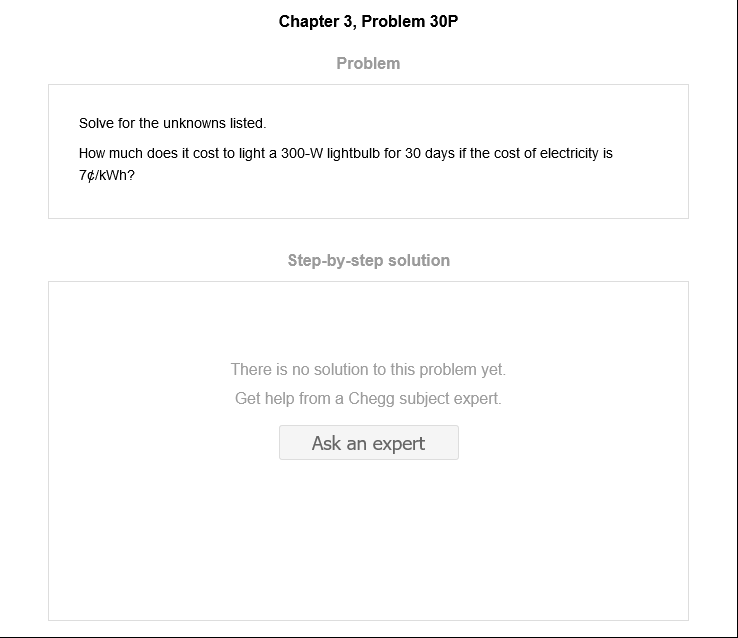 Chapter 3, Problem 30P
Problem
Solve for the unknowns listed.
How much does it cost to light a 300-W lightbulb for 30 days if the cost of electricity is
7¢/kWh?
Step-by-step solution
There is no solution to this problem yet.
Get help from a Chegg subject expert.
Ask an expert